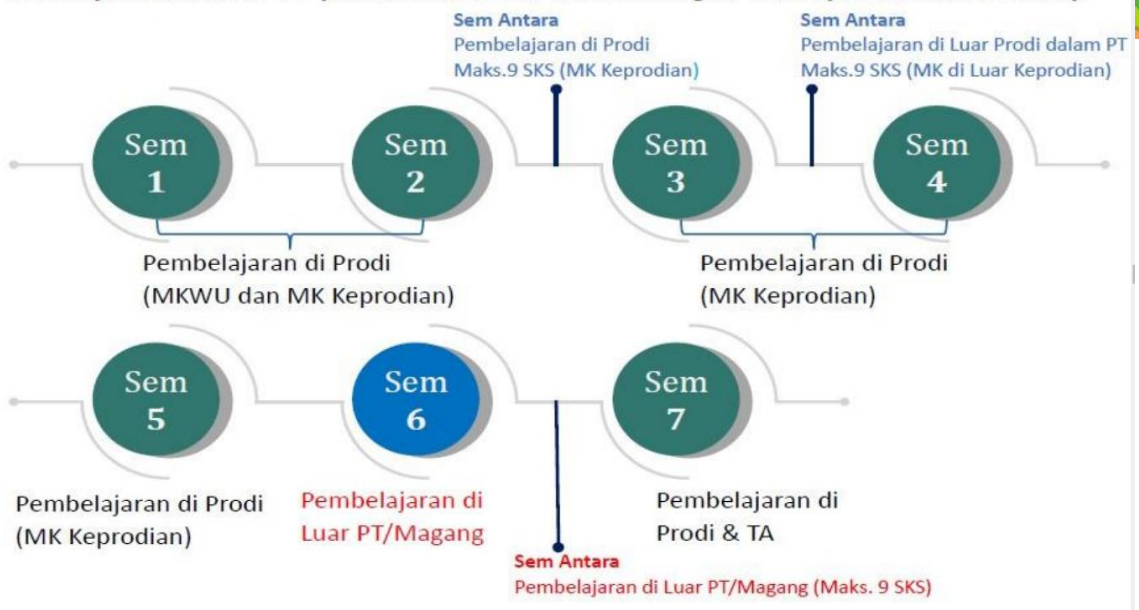 Sem Antara
Pembelajaran di Prodi
Maks.9 SKS (MK Keprodian)
Sem Antara
Pembelajaran di Luar Prodi dalam PT
Maks.9 SKS (MK di Luar Keprodian)
Sem
1
Sem
2
Sem
3
Sem
4
Pembelajaran di Prodi
(MKWU dan MK Keprodian)
Pembelajaran di Prodi
(MK Keprodian)
Sem
5
Sem
6
Sem
7
Pembelajaran di Prodi
(MK Keprodian)
Pembelajaran di
Luar PT/Magang
Pembelajaran di
Prodi & TA
Sem Antara
Pembelajaran di Luar PT/Magang (Maks. 9 SKS)